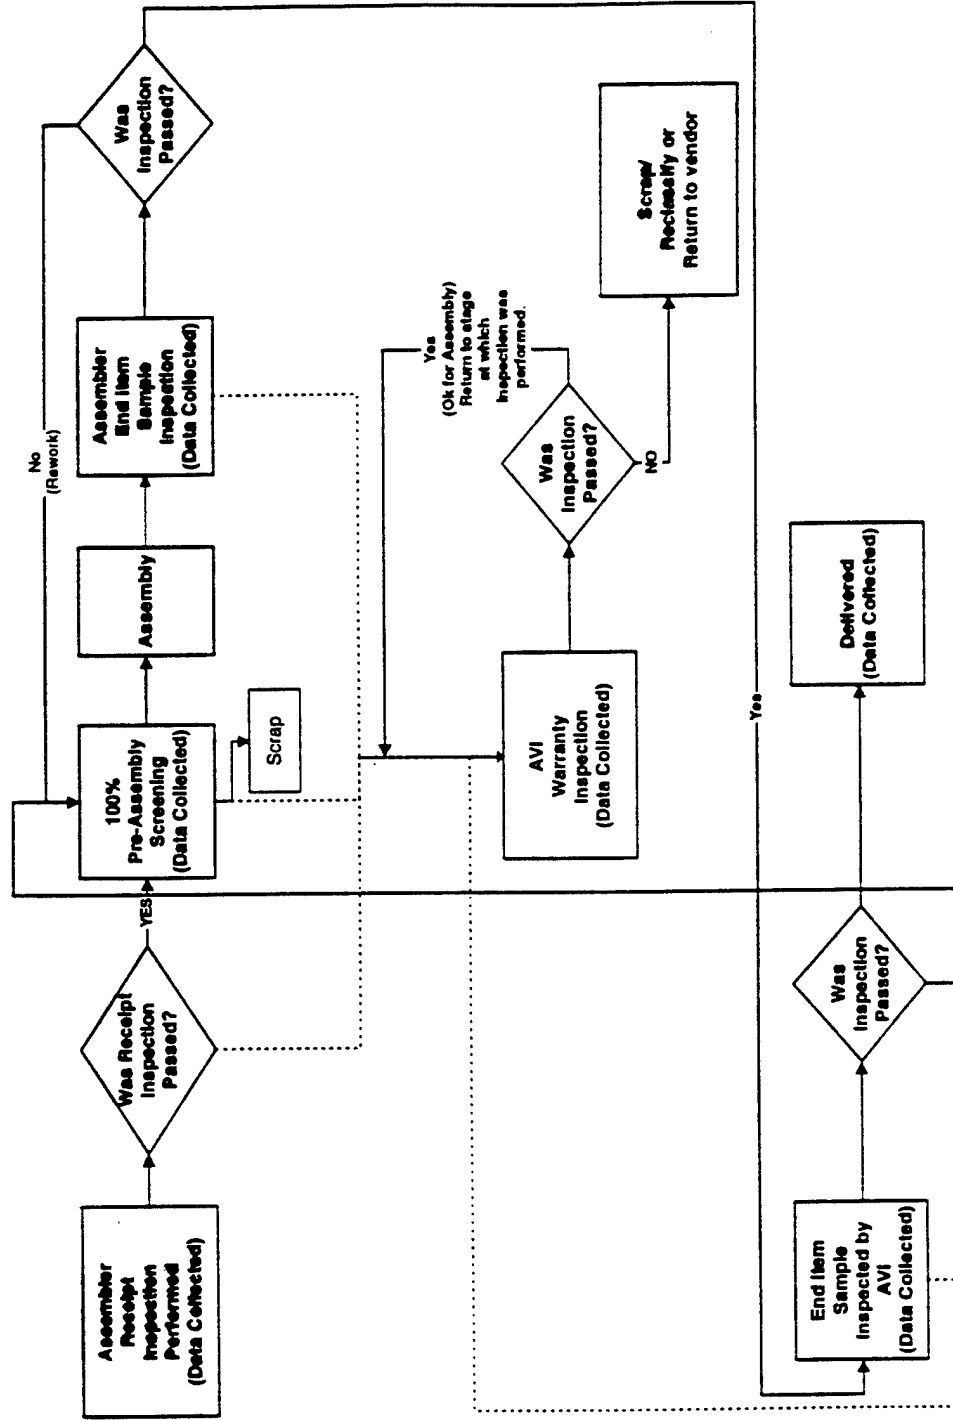 Assembler
Receipt
Inspection
Performed
(Data Collected)
Was Receipt
Inspection
Passed?
YES
100%
Pre-Assembly
Screening
(Data Collected)
Scrap
Assembly
No
(Rework)
Assembler
End Item
Sample
Inspection
(Data Collected)
Was
Inspection
Passed?
AVI
Warranty
Inspection
(Data Collected)
Was
Inspection
Passed?
Yes
(Ok for Assembly)
Return to stage
at which
Inspection was
performed.
NO
Scrap/
Reclassify or
Return to vendor
Yes
End Item
Sample
Inspected by
AVI
(Data Collected)
Was
Inspection
Passed?
Delivered
(Data Collected)